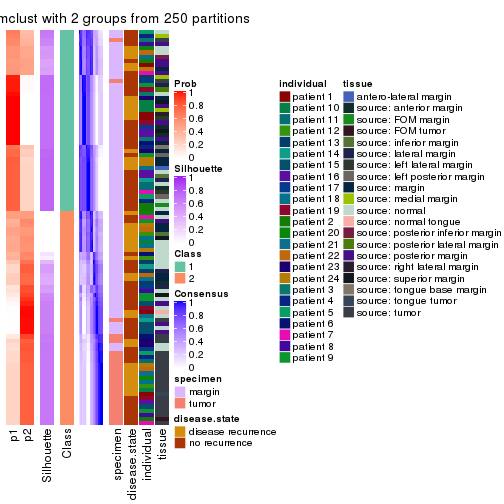 mclust with 2 groups from 250 partitions
Prob
1
0.8
0.6
0.4
0.2
0
Silhouette
1
0.8
0.6
0.4
0.2
0
Class
1
2
Consensus
1
0.8
0.6
0.4
0.2
0
specimen
margin
tumor
disease.state
disease recurrence
no recurrence
individual
patient 1
patient 10
patient 11
patient 12
patient 13
patient 14
patient 15
patient 16
patient 17
patient 18
patient 19
patient 2
patient 20
patient 21
patient 22
patient 23
patient 24
patient 3
patient 4
patient 5
patient 6
patient 7
patient 8
patient 9
tissue
antero-lateral margin
source: anterior margin
source: FOM margin
source: FOM tumor
source: inferior margin
source: lateral margin
source: left lateral margin
source: left posterior margin
source: margin
source: medial margin
source: normal
source: normal tongue
source: posterior inferior margin
source: posterior lateral margin
source: posterior margin
source: right lateral margin
source: superior margin
source: tongue base margin
source: tongue tumor
source: tumor
p1
p2
Silhouette
Class
specimen
disease.state
individual
tissue